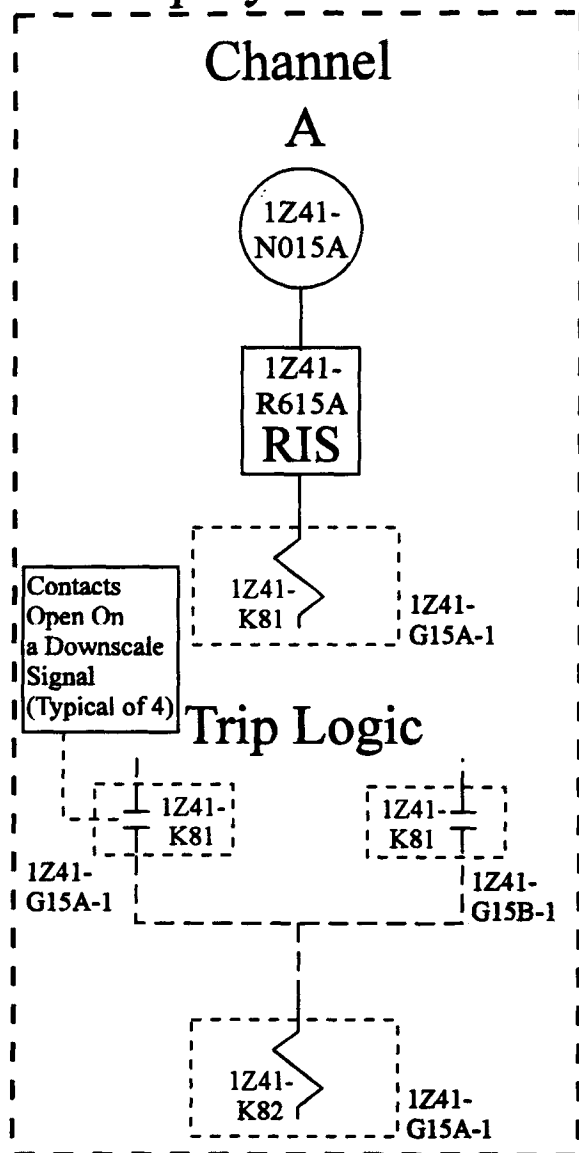 Channel
A
1Z41-
N015A
1Z41-
R615A
RIS
1Z41-
K81
1Z41-
G15A-1
Contacts
Open On
a Downscale
Signal
(Typical of 4)
Trip Logic
1Z41-
K81
1Z41-
K81
1Z41-
G15A-1
1Z41-
G15B-1
1Z41-
K82
1Z41-
G15A-1